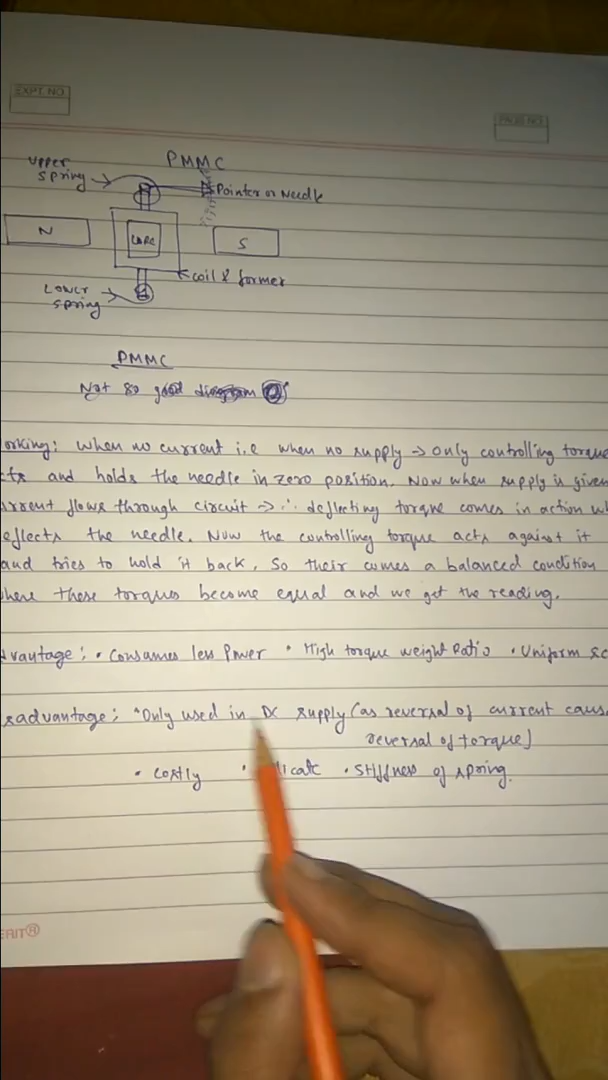 EXPT. NO.
PAGE NO.
PMMC
Upper
spring
Pointer or Needle
N
CORE
S
coil & former
Lower
spring
PMMC
Not so good diagram
orking: When no current i.e when no supply → only controlling torque
cts and holds the needle in zero position. Now when supply is given
urrent flows through circuit → ∴ deflecting torque comes in action wh
eflects the needle. Now the controlling torque acts against it
and tries to hold it back. So their comes a balanced condition
where these torques become equal and we get the reading.
dvantage: • Consumes less Power • High torque weight Ratio • Uniform sc
sadvantage: • Only used in DC supply (as reversal of current caus
reversal of torque)
• Costly • licate • Stiffness of spring.
ERIT®